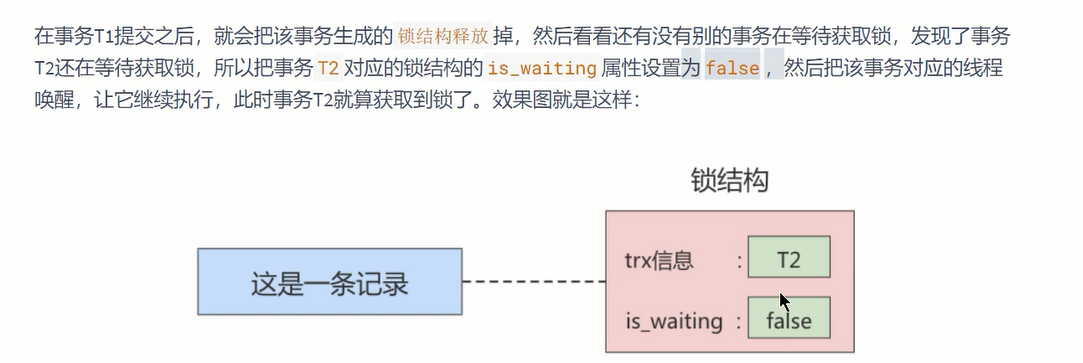 在事务T1提交之后，就会把该事务生成的 锁结构释放 掉，然后看看还有没有别的事务在等待获取锁，发现了事务
T2还在等待获取锁，所以把事务 T2 对应的锁结构的 is_waiting 属性设置为 false ，然后把该事务对应的线程
唤醒，让它继续执行，此时事务T2就算获取到锁了。效果图就是这样：
锁结构
这是一条记录
trx信息 : T2
is_waiting : false